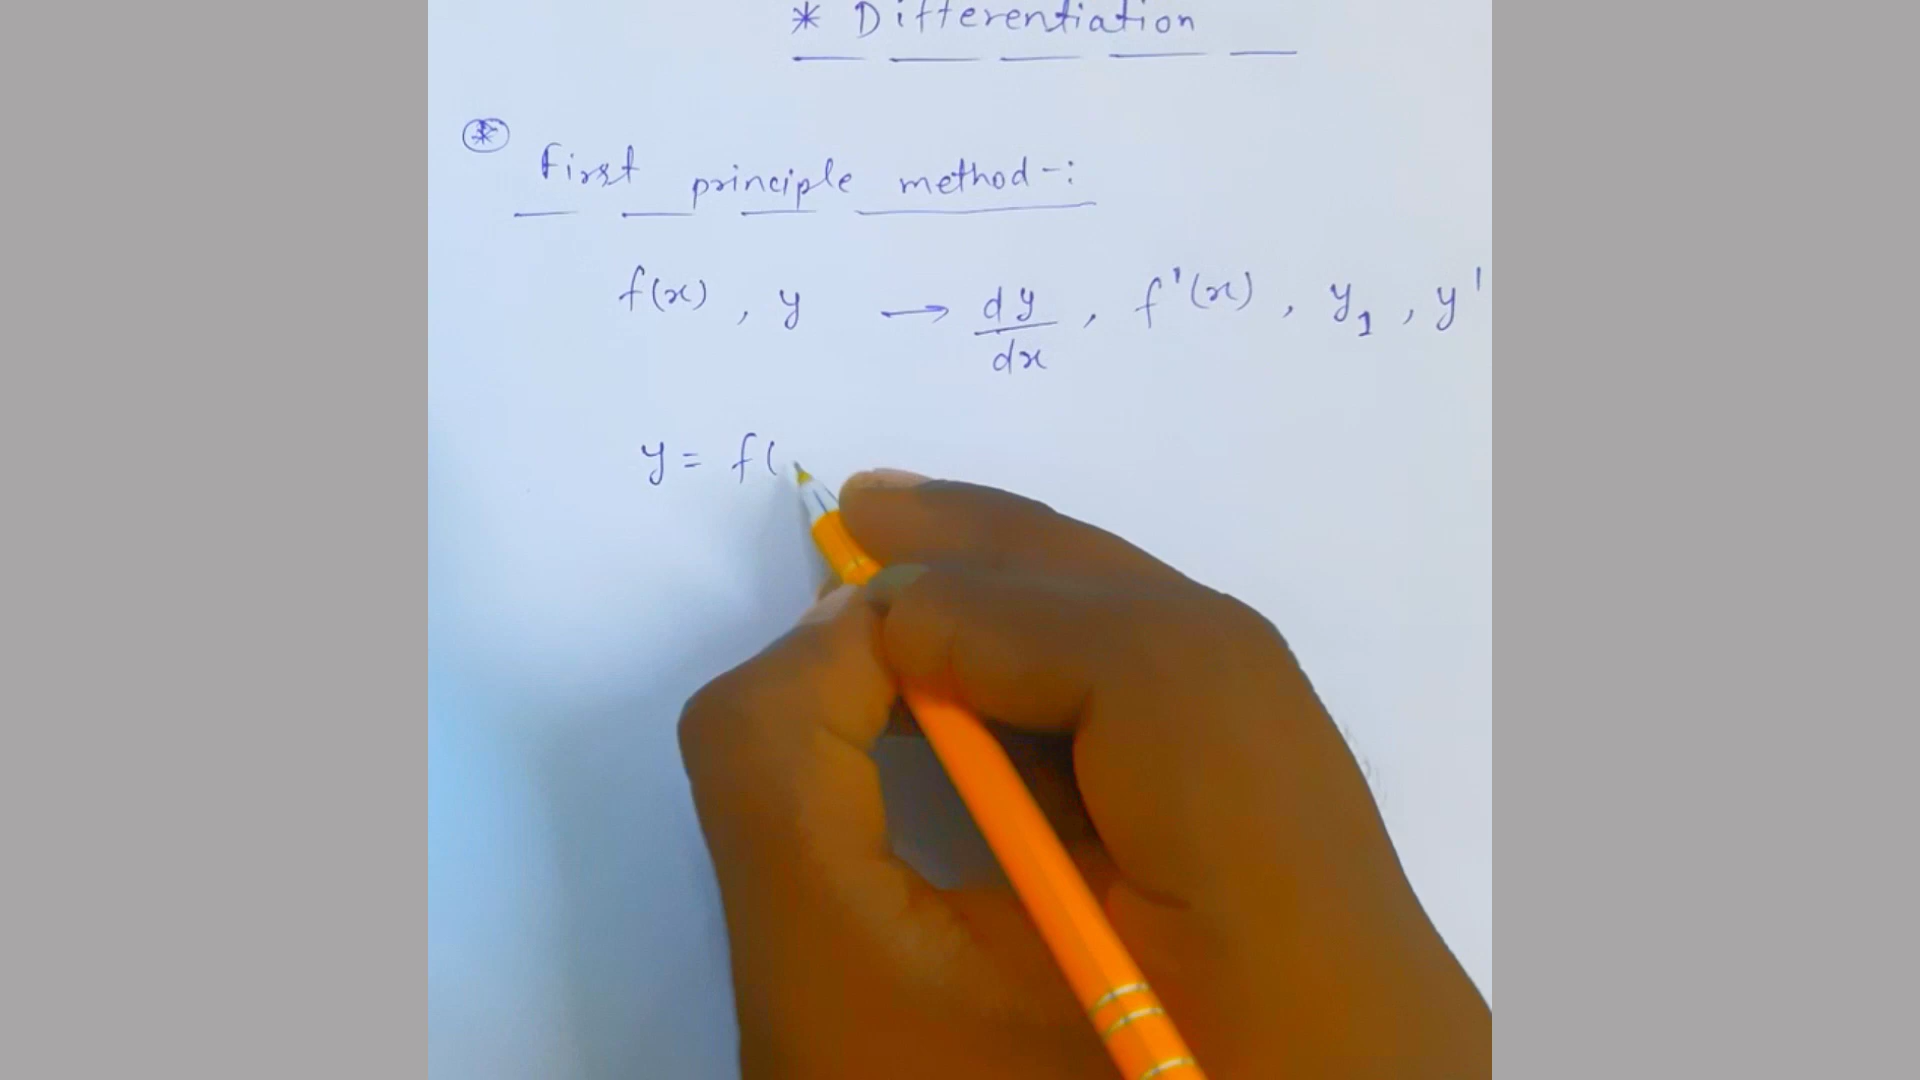 * Differentiation
* First principle method-:
f(x) , y → dy/dx , f'(x) , y₁ , y'
y = f(